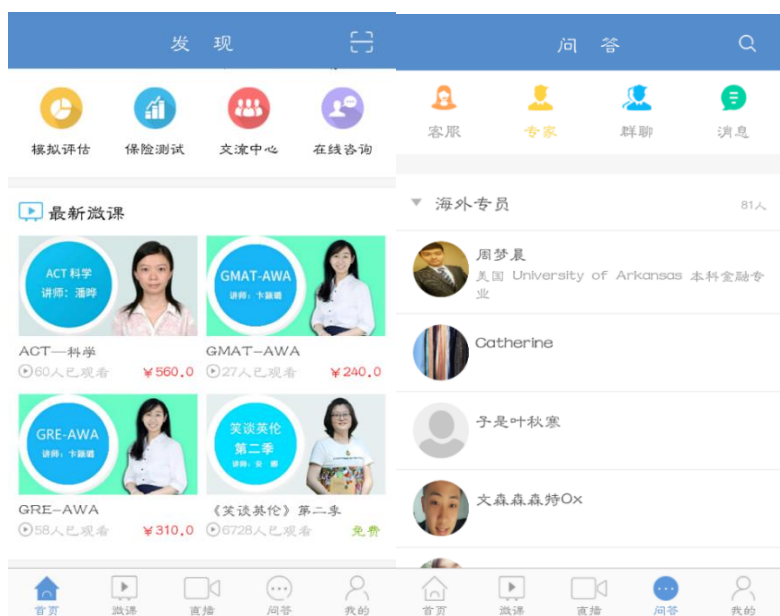 发 现
模拟评估
保险测试
交流中心
在线咨询
最新微课
ACT 科学
讲师：潘晔
GMAT-AWA
讲师：卞颖璐
ACT—科学
GMAT-AWA
60人已观看
￥560.0
27人已观看
￥240.0
GRE-AWA
讲师：卞颖璐
笑谈英伦
第二季
讲师：安 娜
GRE-AWA
《笑谈英伦》第二季
58人已观看
￥310.0
6728人已观看
免费
首页
微课
直播
问答
我的
问 答
客服
专家
群聊
消息
海外专员
81人
周梦晨
美国 University of Arkansas 本科金融专
业
Catherine
子是叶秋寒
文森森森特Ox
首页
微课
直播
问答
我的